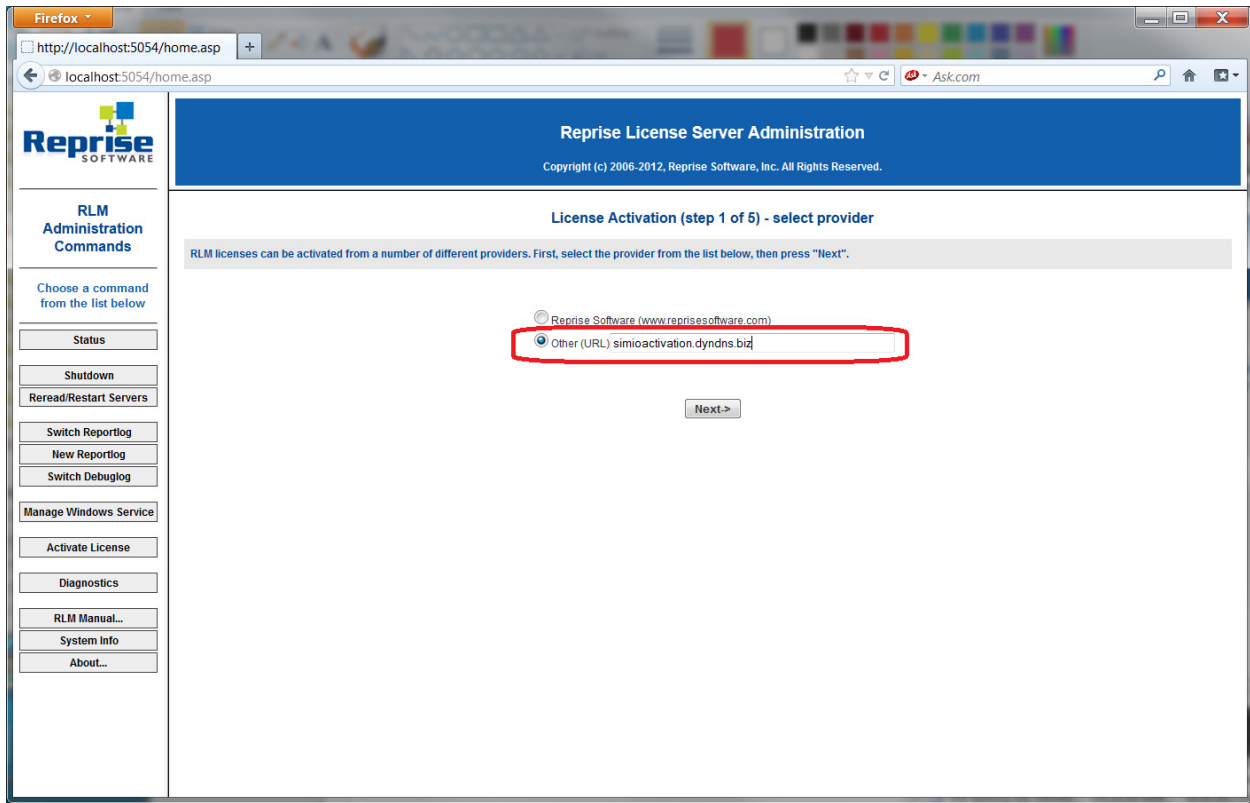 Firefox
http://localhost:5054/home.asp
+
localhost:5054/home.asp
Ask.com
Reprise
SOFTWARE
Reprise License Server Administration
Copyright (c) 2006-2012, Reprise Software, Inc. All Rights Reserved.
RLM
Administration
Commands
Choose a command
from the list below
Status
Shutdown
Reread/Restart Servers
Switch Reportlog
New Reportlog
Switch Debuglog
Manage Windows Service
Activate License
Diagnostics
RLM Manual...
System Info
About...
License Activation (step 1 of 5) - select provider
RLM licenses can be activated from a number of different providers. First, select the provider from the list below, then press "Next".
Reprise Software (www.reprisesoftware.com)
Other (URL) simioactivation.dyndns.biz
Next->